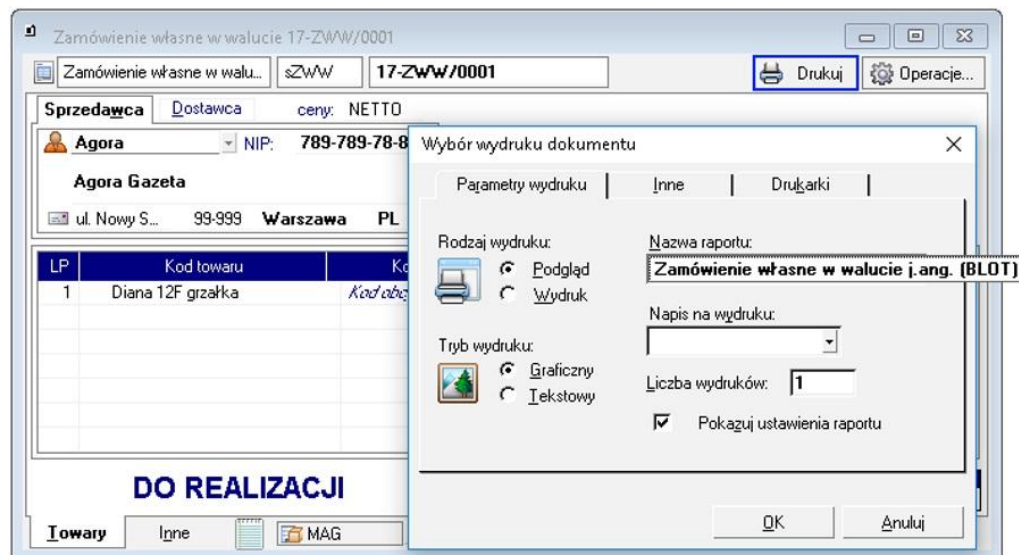 Zamówienie własne w walucie 17-ZWW/0001
Zamówienie własne w walu... sZWW 17-ZWW/0001 Drukuj Operacje...
Sprzedawca Dostawca ceny: NETTO
Agora NIP: 789-789-78-8
Agora Gazeta
ul. Nowy S... 99-999 Warszawa PL
LP Kod towaru
1 Diana 12F grzałka Kod obc
DO REALIZACJI
Towary Inne MAG
Wybór wydruku dokumentu
Parametry wydruku Inne Drukarki
Rodzaj wydruku:
Podgląd
Wydruk
Tryb wydruku:
Graficzny
Tekstowy
Nazwa raportu:
Zamówienie własne w walucie j.ang. (BLOT)
Napis na wydruku:
Liczba wydruków: 1
Pokazuj ustawienia raportu
OK Anuluj